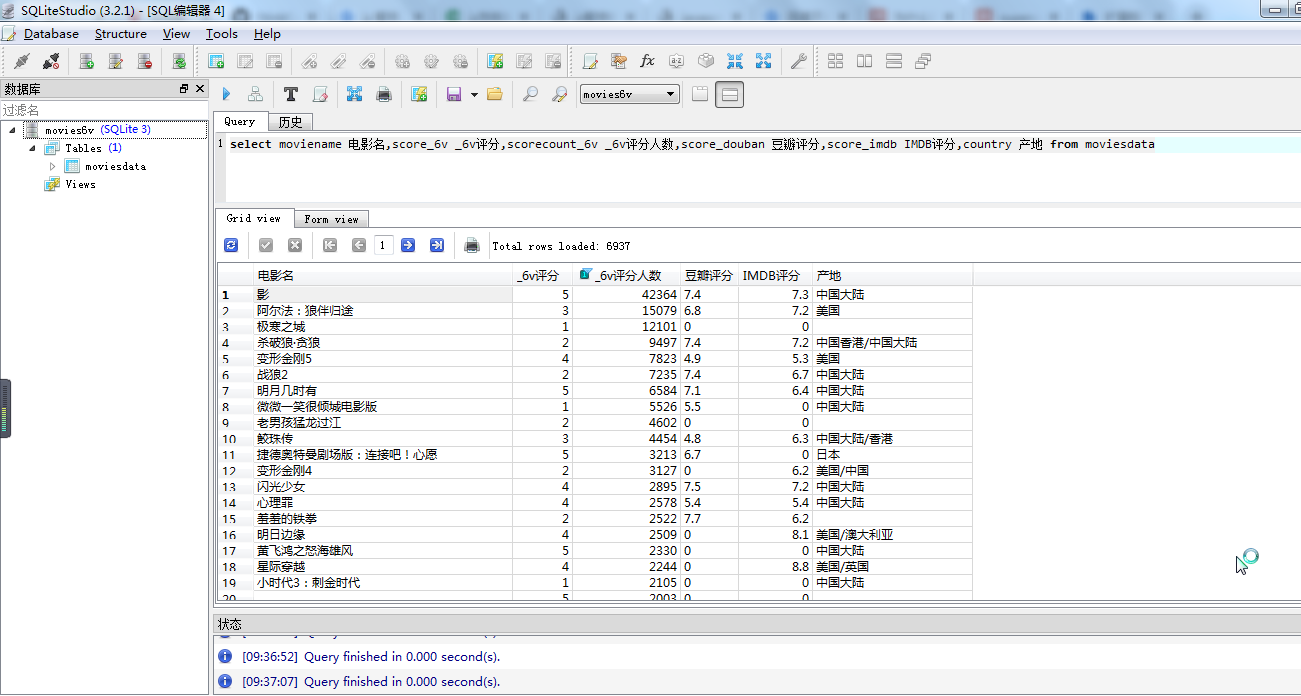 SQLiteStudio (3.2.1) - [SQL编辑器 4]
Database Structure View Tools Help
数据库
过滤名
movies6v (SQLite 3)
Tables (1)
moviesdata
Views
movies6v
Query 历史
1 select moviename 电影名,score_6v _6v评分,scorecount_6v _6v评分人数,score_douban 豆瓣评分,score_imdb IMDB评分,country 产地 from moviesdata
Grid view Form view
1 Total rows loaded: 6937
电影名 _6v评分 _6v评分人数 豆瓣评分 IMDB评分 产地
1 影 5 42364 7.4 7.3 中国大陆
2 阿尔法：狼伴归途 3 15079 6.8 7.2 美国
3 极寒之城 1 12101 0 0
4 杀破狼·贪狼 2 9497 7.4 7.2 中国香港/中国大陆
5 变形金刚5 4 7823 4.9 5.3 美国
6 战狼2 2 7235 7.4 6.7 中国大陆
7 明月几时有 5 6584 7.1 6.4 中国大陆
8 微微一笑很倾城电影版 1 5526 5.5 0 中国大陆
9 老男孩猛龙过江 2 4602 0 0
10 鲛珠传 3 4454 4.8 6.3 中国大陆/香港
11 捷德奥特曼剧场版：连接吧！心愿 5 3213 6.7 0 日本
12 变形金刚4 2 3127 0 6.2 美国/中国
13 闪光少女 4 2895 7.5 7.2 中国大陆
14 心理罪 4 2578 5.4 5.4 中国大陆
15 羞羞的铁拳 2 2522 7.7 6.2
16 明日边缘 4 2509 0 8.1 美国/澳大利亚
17 黄飞鸿之怒海雄风 5 2330 0 0 中国大陆
18 星际穿越 4 2244 0 8.8 美国/英国
19 小时代3：刺金时代 1 2105 0 0 中国大陆
20 5 2003 0 0
状态
[09:36:52] Query finished in 0.000 second(s).
[09:37:07] Query finished in 0.000 second(s).